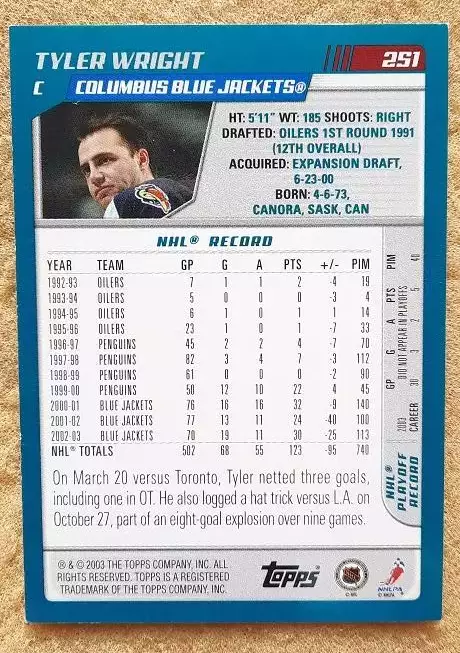 TYLER WRIGHT
251
C COLUMBUS BLUE JACKETS®
HT: 5'11" WT: 185 SHOOTS: RIGHT
DRAFTED: OILERS 1ST ROUND 1991
(12TH OVERALL)
ACQUIRED: EXPANSION DRAFT,
6-23-00
BORN: 4-6-73,
CANORA, SASK, CAN
NHL® RECORD
YEAR TEAM GP G A PTS +/- PIM
1992-93 OILERS 7 1 1 2 -4 19
1993-94 OILERS 5 0 0 0 -3 4
1994-95 OILERS 6 1 0 1 1 14
1995-96 OILERS 23 1 0 1 -7 33
1996-97 PENGUINS 45 2 2 4 -7 70
1997-98 PENGUINS 82 3 4 7 -3 112
1998-99 PENGUINS 61 0 0 0 -2 90
1999-00 PENGUINS 50 12 10 22 4 45
2000-01 BLUE JACKETS 76 16 16 32 -9 140
2001-02 BLUE JACKETS 77 13 11 24 -40 100
2002-03 BLUE JACKETS 70 19 11 30 -25 113
NHL® TOTALS 502 68 55 123 -95 740
NHL® PLAYOFF RECORD
GP G A PTS PIM
2003 DID NOT APPEAR IN PLAYOFFS
CAREER 30 3 2 5 40
On March 20 versus Toronto, Tyler netted three goals,
including one in OT. He also logged a hat trick versus L.A. on
October 27, part of an eight-goal explosion over nine games.
® & © 2003 THE TOPPS COMPANY, INC. ALL
RIGHTS RESERVED. TOPPS IS A REGISTERED
TRADEMARK OF THE TOPPS COMPANY, INC.
Topps
NHL
NHLPA